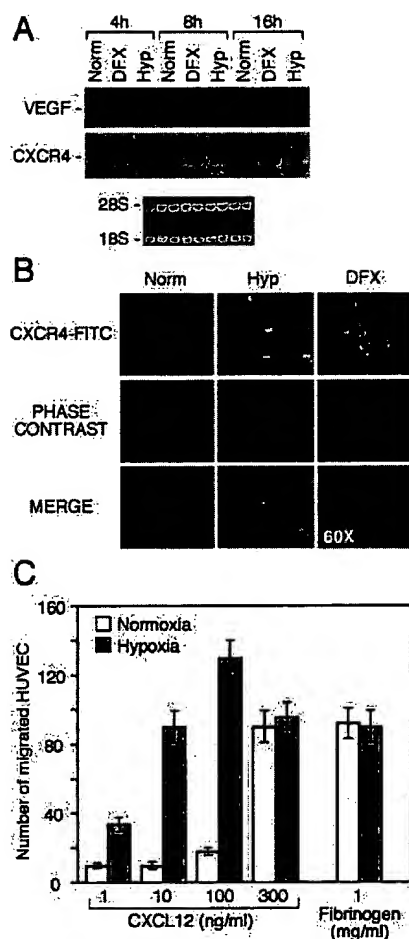 A
4h 8h 16h
Norm DFX Hyp Norm DFX Hyp Norm DFX Hyp
VEGF
CXCR4
28S
18S
B
Norm Hyp DFX
CXCR4-FITC
PHASE
CONTRAST
MERGE
60X
C
Number of migrated HUVEC
160
120
80
40
0
Normoxia
Hypoxia
1 10 100 300 1
CXCL12 (ng/ml) Fibrinogen
(mg/ml)